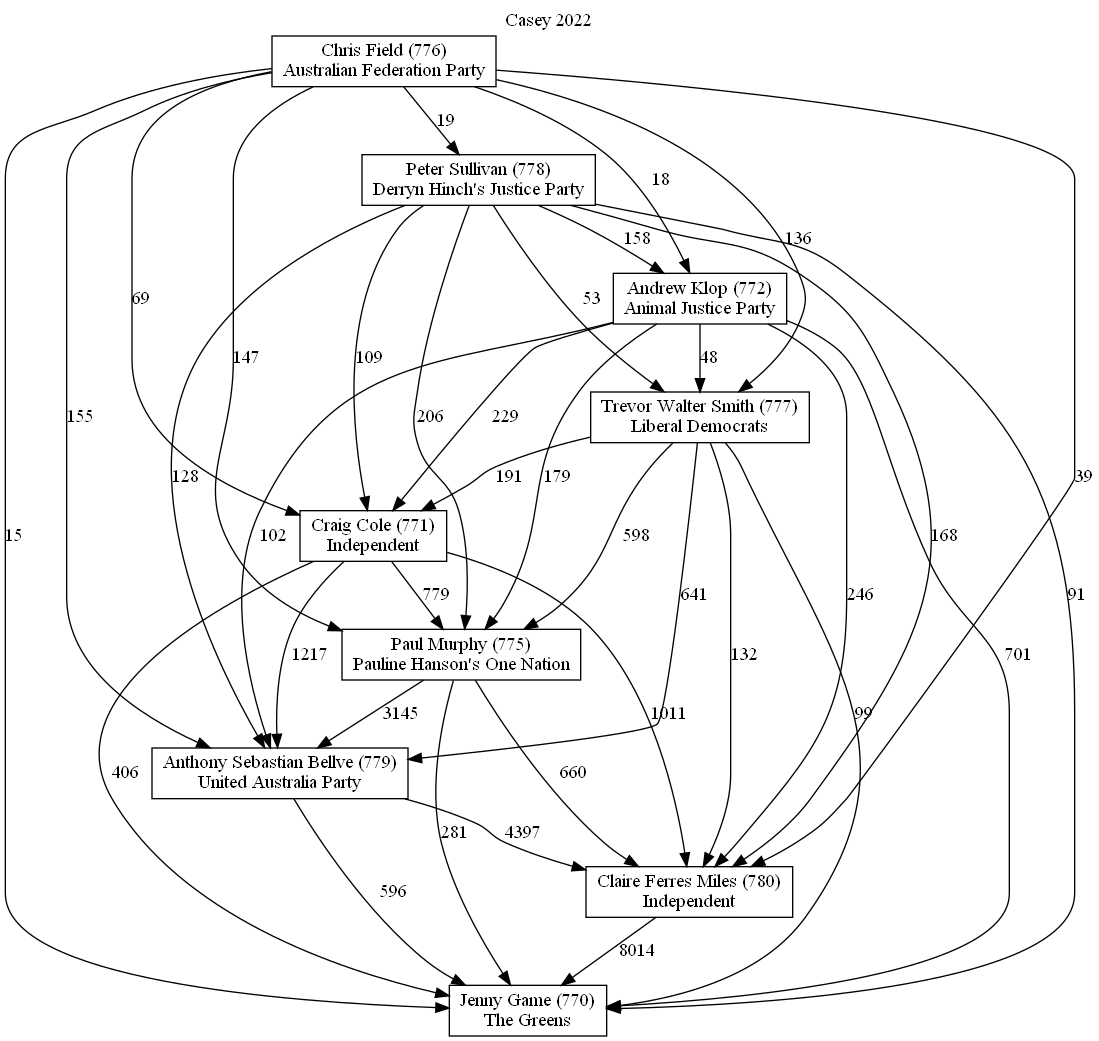 Casey 2022
Chris Field (776)
Australian Federation Party
19
Peter Sullivan (778)
Derryn Hinch's Justice Party
18
136
158
69
53
Andrew Klop (772)
Animal Justice Party
147
109
48
155
206
229
Trevor Walter Smith (777)
Liberal Democrats
128
191
179
39
15
102
Craig Cole (771)
Independent
598
168
779
641
246
91
1217
Paul Murphy (775)
Pauline Hanson's One Nation
132
701
3145
1011
99
406
Anthony Sebastian Bellve (779)
United Australia Party
660
281
4397
596
Claire Ferres Miles (780)
Independent
8014
Jenny Game (770)
The Greens